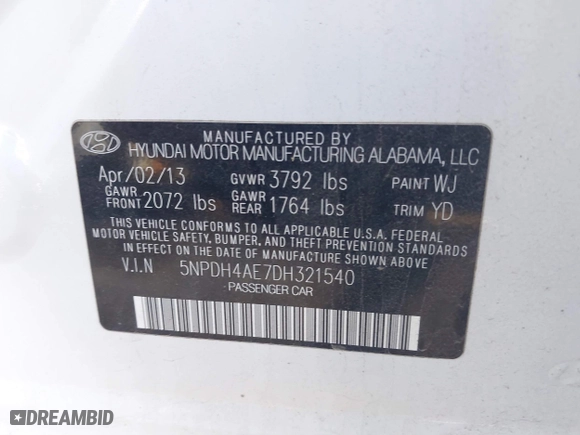 MANUFACTURED BY
HYUNDAI MOTOR MANUFACTURING ALABAMA, LLC
Apr/02/13 GVWR 3792 lbs PAINT WJ
GAWR FRONT 2072 lbs GAWR REAR 1764 lbs TRIM YD
THIS VEHICLE CONFORMS TO ALL APPLICABLE U.S.A. FEDERAL
MOTOR VEHICLE SAFETY, BUMPER, AND THEFT PREVENTION STANDARDS
IN EFFECT ON THE DATE OF MANUFACTURE SHOWN ABOVE.
V.I.N 5NPDH4AE7DH321540
PASSENGER CAR
DREAMBID